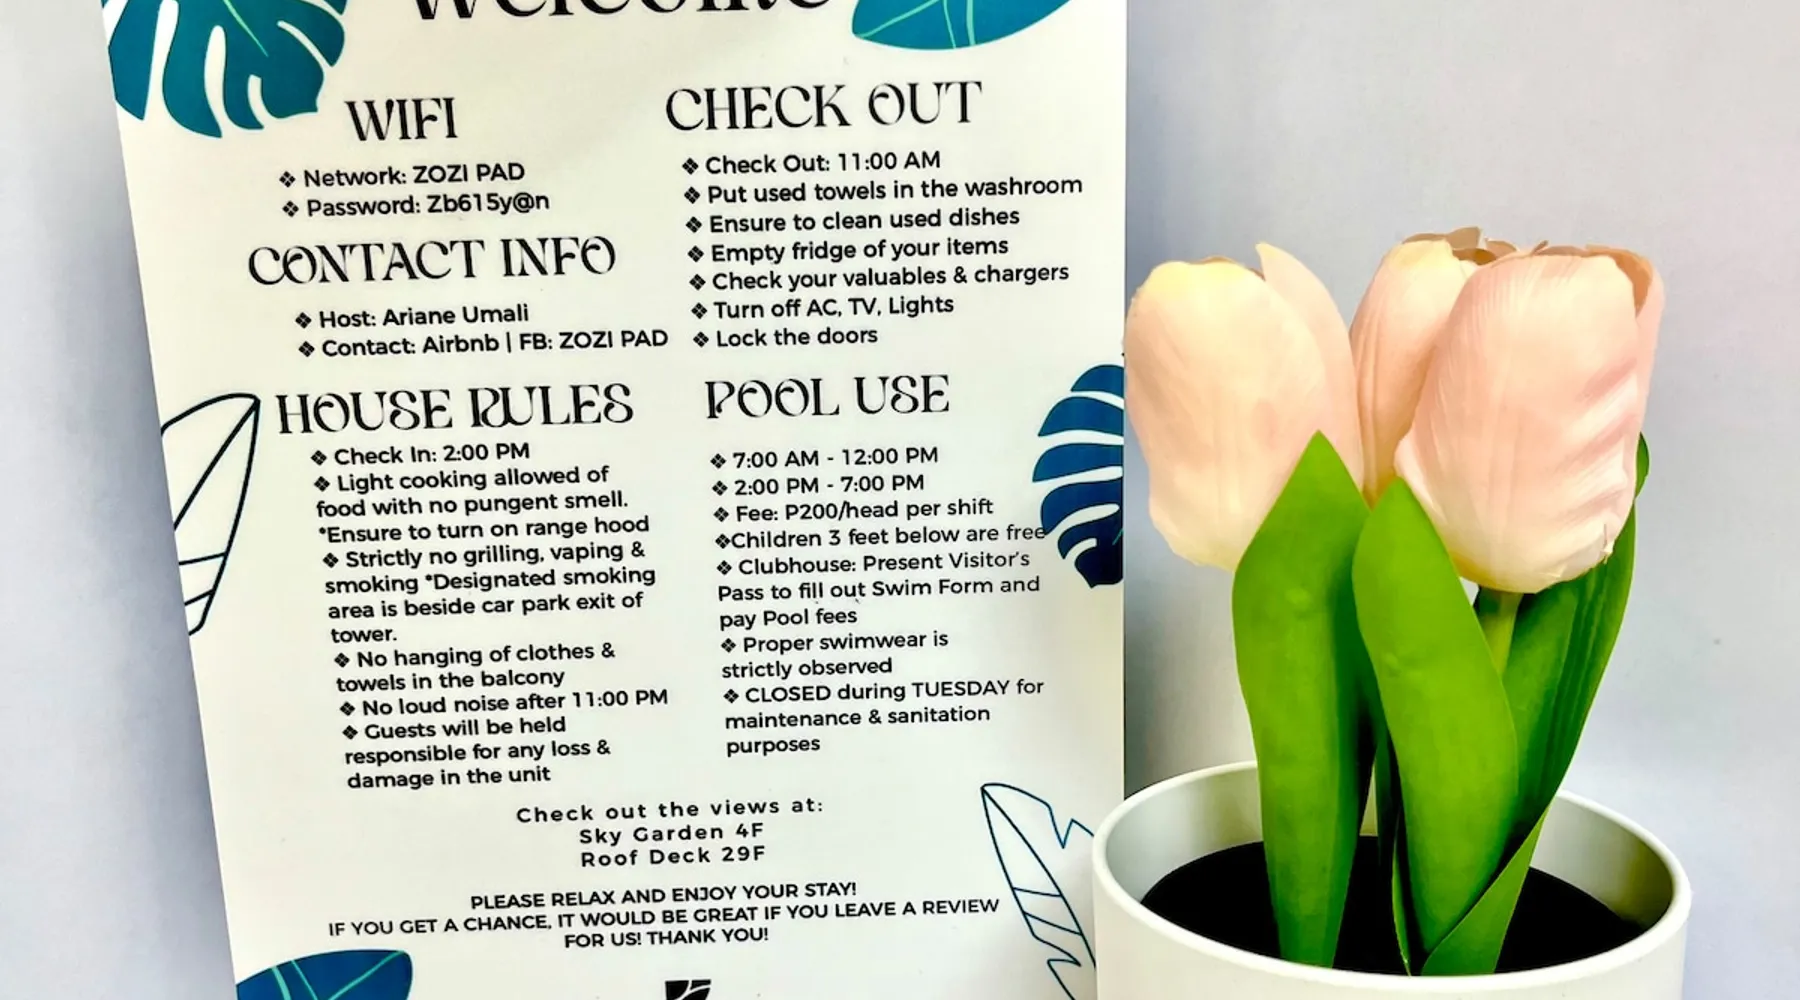 Welcome
WIFI
❖ Network: ZOZI PAD
❖ Password: Zb615y@n
CONTACT INFO
❖ Host: Ariane Umali
❖ Contact: Airbnb | FB: ZOZI PAD
HOUSE RULES
❖ Check In: 2:00 PM
❖ Light cooking allowed of
food with no pungent smell.
*Ensure to turn on range hood
❖ Strictly no grilling, vaping &
smoking *Designated smoking
area is beside car park exit of
tower.
❖ No hanging of clothes &
towels in the balcony
❖ No loud noise after 11:00 PM
❖ Guests will be held
responsible for any loss &
damage in the unit
CHECK OUT
❖ Check Out: 11:00 AM
❖ Put used towels in the washroom
❖ Ensure to clean used dishes
❖ Empty fridge of your items
❖ Check your valuables & chargers
❖ Turn off AC, TV, Lights
❖ Lock the doors
POOL USE
❖ 7:00 AM - 12:00 PM
❖ 2:00 PM - 7:00 PM
❖ Fee: P200/head per shift
❖Children 3 feet below are free
❖ Clubhouse: Present Visitor's
Pass to fill out Swim Form and
pay Pool fees
❖ Proper swimwear is
strictly observed
❖ CLOSED during TUESDAY for
maintenance & sanitation
purposes
Check out the views at:
Sky Garden 4F
Roof Deck 29F
PLEASE RELAX AND ENJOY YOUR STAY!
IF YOU GET A CHANCE, IT WOULD BE GREAT IF YOU LEAVE A REVIEW
FOR US! THANK YOU!